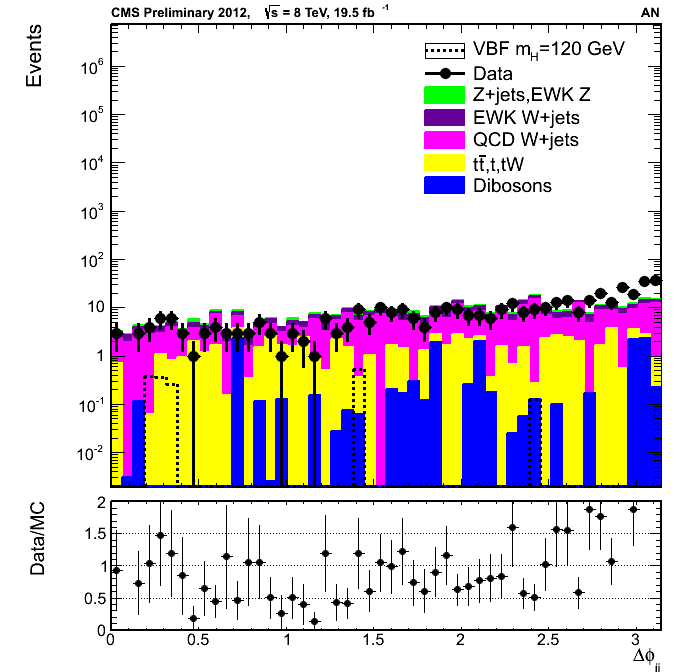 CMS Preliminary 2012, √s = 8 TeV, 19.5 fb⁻¹ AN
Events
10⁶
10⁵
10⁴
10³
10²
10
1
10⁻¹
10⁻²
VBF m_H=120 GeV
Data
Z+jets,EWK Z
EWK W+jets
QCD W+jets
tt̄,t,tW
Dibosons
Data/MC
2
1.5
1
0.5
0
0 0.5 1 1.5 2 2.5 3
Δϕ_jj